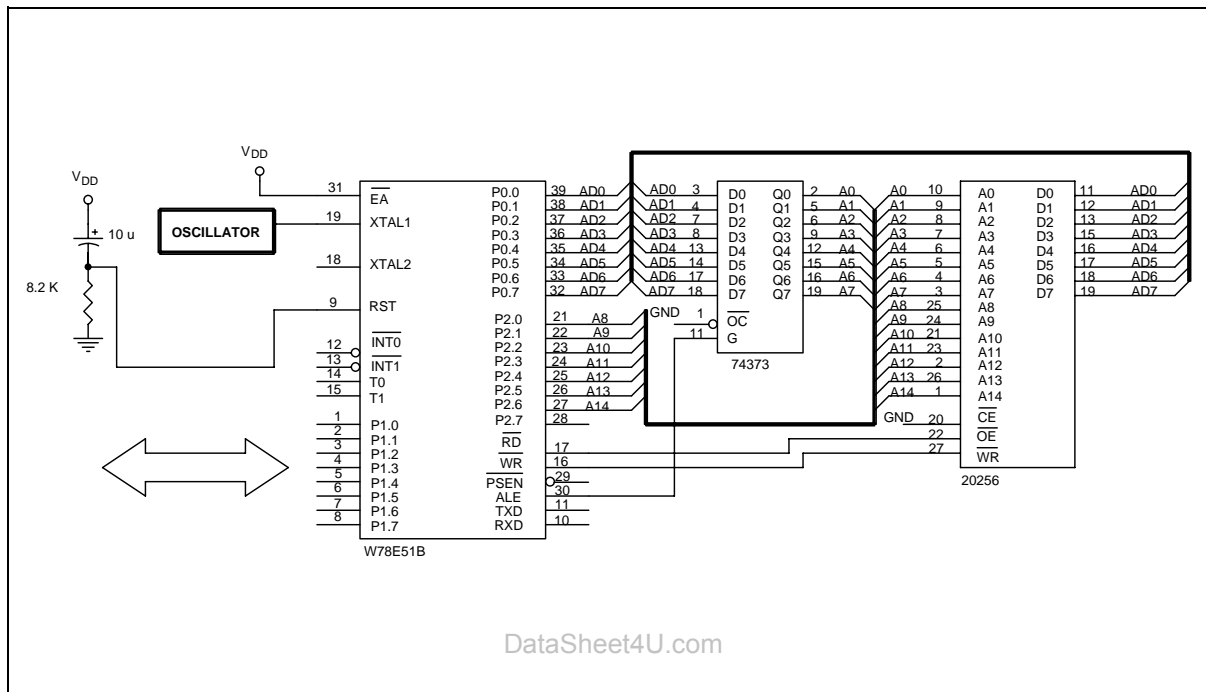 VDD
VDD
10 u
8.2 K
OSCILLATOR
31 EA
19 XTAL1
18 XTAL2
9 RST
12 INT0
13 INT1
14 T0
15 T1
1 P1.0
2 P1.1
3 P1.2
4 P1.3
5 P1.4
6 P1.5
7 P1.6
8 P1.7
P0.0 39 AD0
P0.1 38 AD1
P0.2 37 AD2
P0.3 36 AD3
P0.4 35 AD4
P0.5 34 AD5
P0.6 33 AD6
P0.7 32 AD7
P2.0 21 A8
P2.1 22 A9
P2.2 23 A10
P2.3 24 A11
P2.4 25 A12
P2.5 26 A13
P2.6 27 A14
P2.7 28
RD 17
WR 16
PSEN 29
ALE 30
TXD 11
RXD 10
W78E51B
AD0 3 D0 Q0 2 A0
AD1 4 D1 Q1 5 A1
AD2 7 D2 Q2 6 A2
AD3 8 D3 Q3 9 A3
AD4 13 D4 Q4 12 A4
AD5 14 D5 Q5 15 A5
AD6 17 D6 Q6 16 A6
AD7 18 D7 Q7 19 A7
GND 1 OC
11 G
74373
A0 10 A0 D0 11 AD0
A1 9 A1 D1 12 AD1
A2 8 A2 D2 13 AD2
A3 7 A3 D3 15 AD3
A4 6 A4 D4 16 AD4
A5 5 A5 D5 17 AD5
A6 4 A6 D6 18 AD6
A7 3 A7 D7 19 AD7
A8 25 A8
A9 24 A9
A10 21 A10
A11 23 A11
A12 2 A12
A13 26 A13
A14 1 A14
GND 20 CE
22 OE
27 WR
20256
DataSheet4U.com